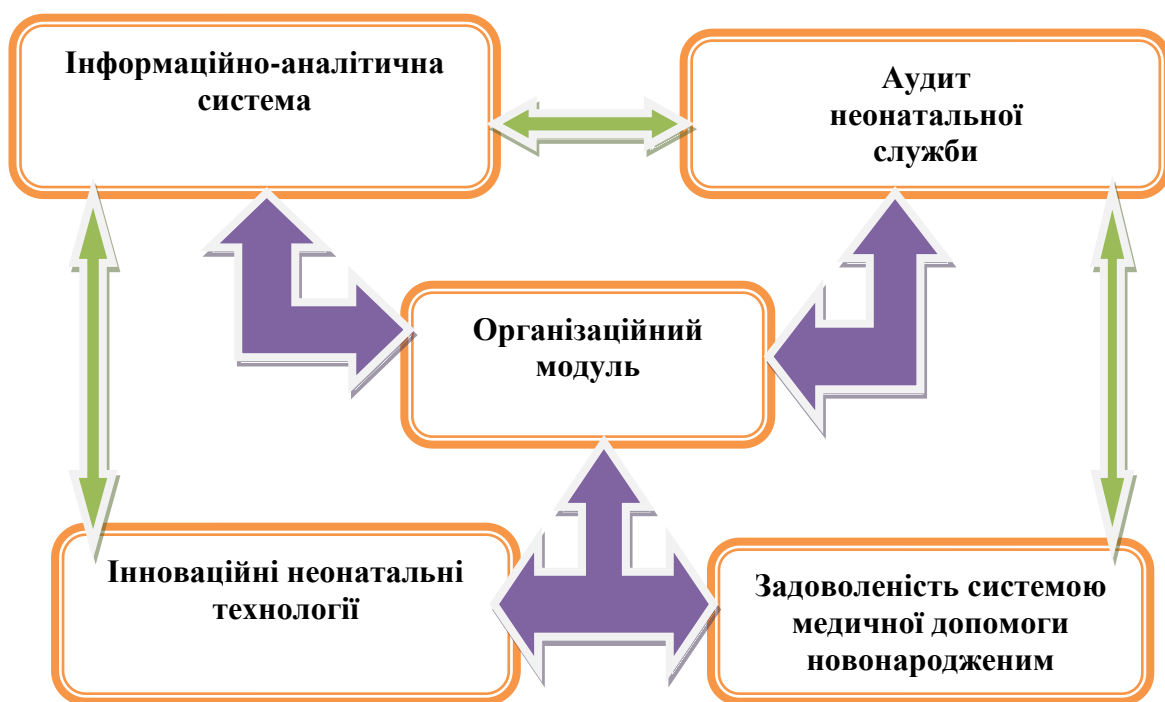 Інформаційно-аналітична
система
Аудит
неонатальної
служби
Організаційний
модуль
Інноваційні неонатальні
технології
Задоволеність системою
медичної допомоги
новонародженим